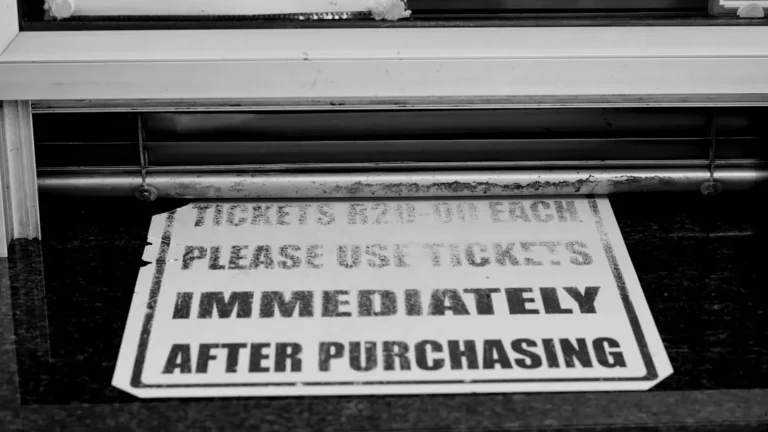 TICKETS R20-00 EACH
PLEASE USE TICKETS
IMMEDIATELY
AFTER PURCHASING